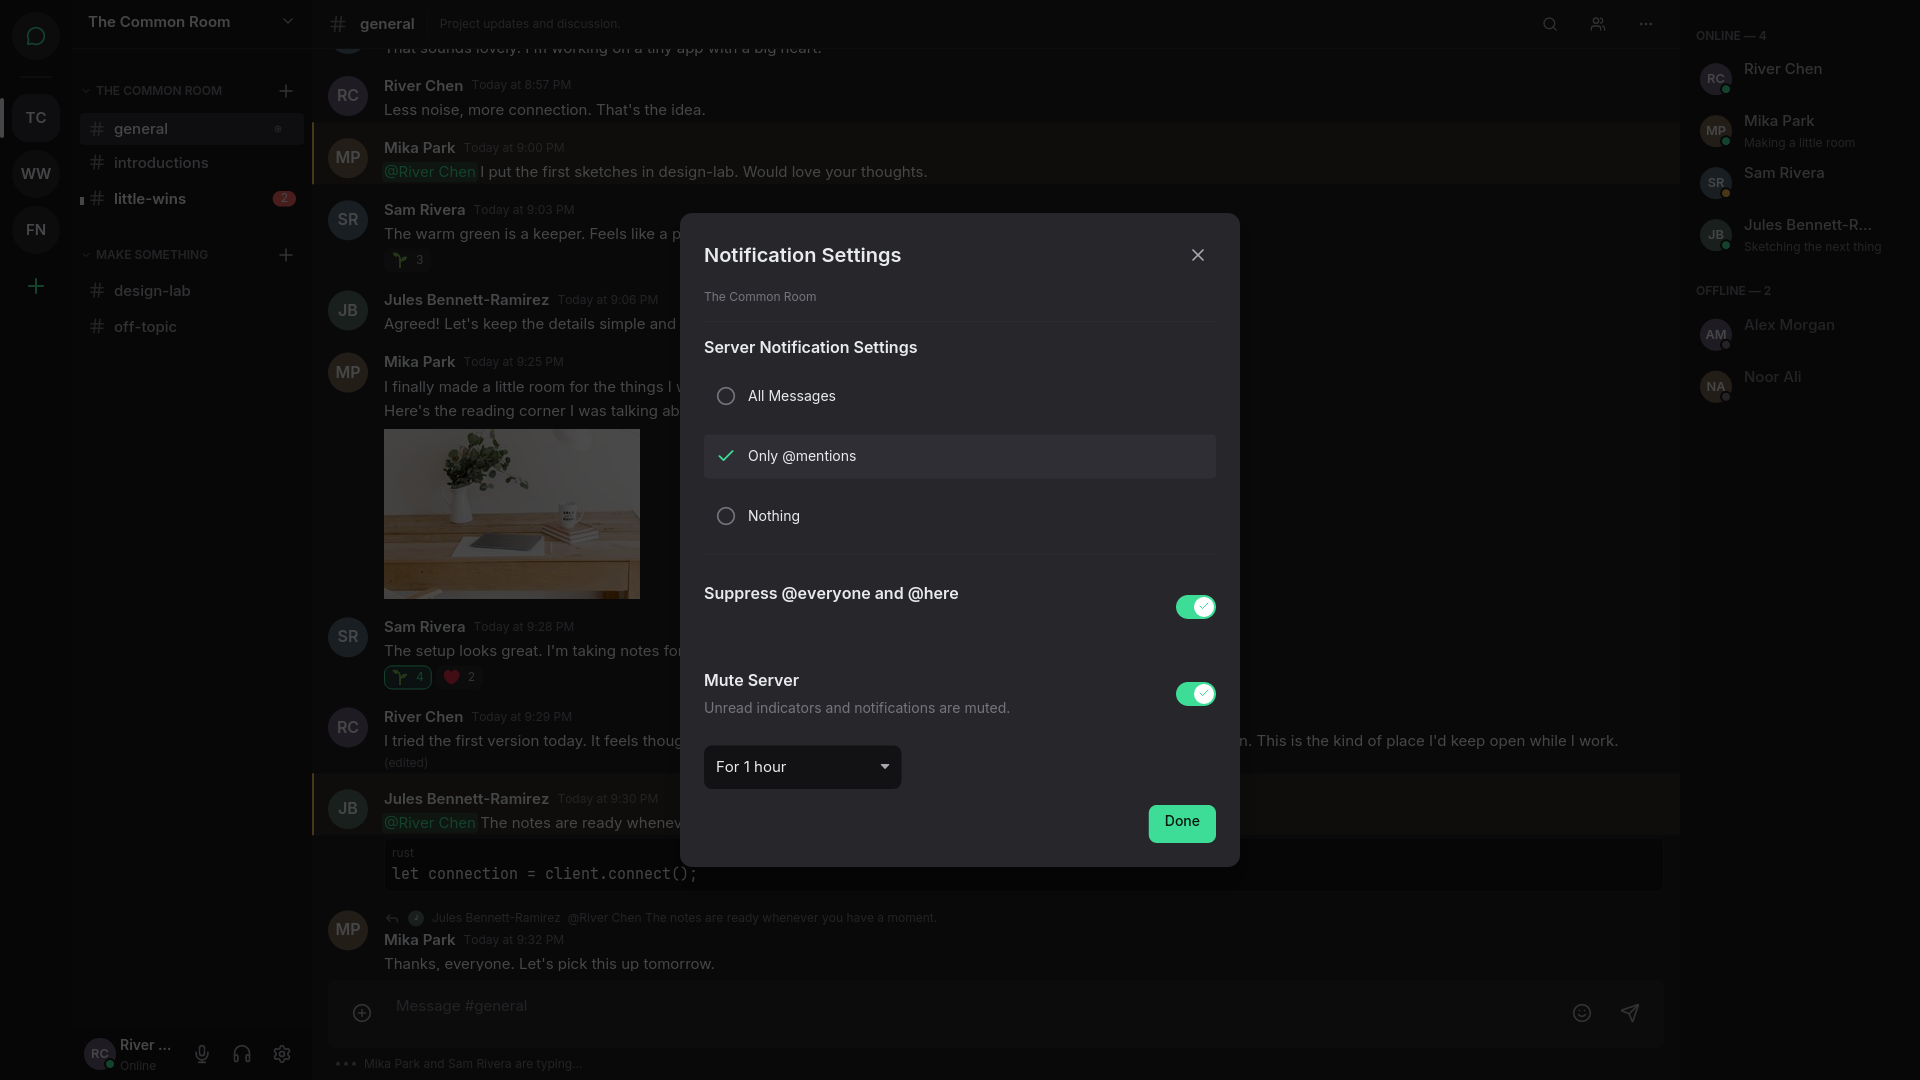 The Common Room
TC
WW
FN
THE COMMON ROOM
general
introductions
little-wins
2
MAKE SOMETHING
design-lab
off-topic
RC
River ...
Online
general
Project updates and discussion.
That sounds lovely. I'm working on a tiny app with a big heart.
RC
River Chen Today at 8:57 PM
Less noise, more connection. That's the idea.
MP
Mika Park Today at 9:00 PM
@River Chen I put the first sketches in design-lab. Would love your thoughts.
SR
Sam Rivera Today at 9:03 PM
The warm green is a keeper. Feels like a p
3
JB
Jules Bennett-Ramirez Today at 9:06 PM
Agreed! Let's keep the details simple and
MP
Mika Park Today at 9:25 PM
I finally made a little room for the things I w
Here's the reading corner I was talking ab
SR
Sam Rivera Today at 9:28 PM
The setup looks great. I'm taking notes for
4
2
RC
River Chen Today at 9:29 PM
I tried the first version today. It feels thoug
n. This is the kind of place I'd keep open while I work.
(edited)
JB
Jules Bennett-Ramirez Today at 9:30 PM
@River Chen The notes are ready whenev
rust
let connection = client.connect();
Jules Bennett-Ramirez @River Chen The notes are ready whenever you have a moment.
MP
Mika Park Today at 9:32 PM
Thanks, everyone. Let's pick this up tomorrow.
Message #general
Mika Park and Sam Rivera are typing...
Notification Settings
The Common Room
Server Notification Settings
All Messages
Only @mentions
Nothing
Suppress @everyone and @here
Mute Server
Unread indicators and notifications are muted.
For 1 hour
Done
ONLINE — 4
RC
River Chen
MP
Mika Park
Making a little room
SR
Sam Rivera
JB
Jules Bennett-R...
Sketching the next thing
OFFLINE — 2
AM
Alex Morgan
NA
Noor Ali